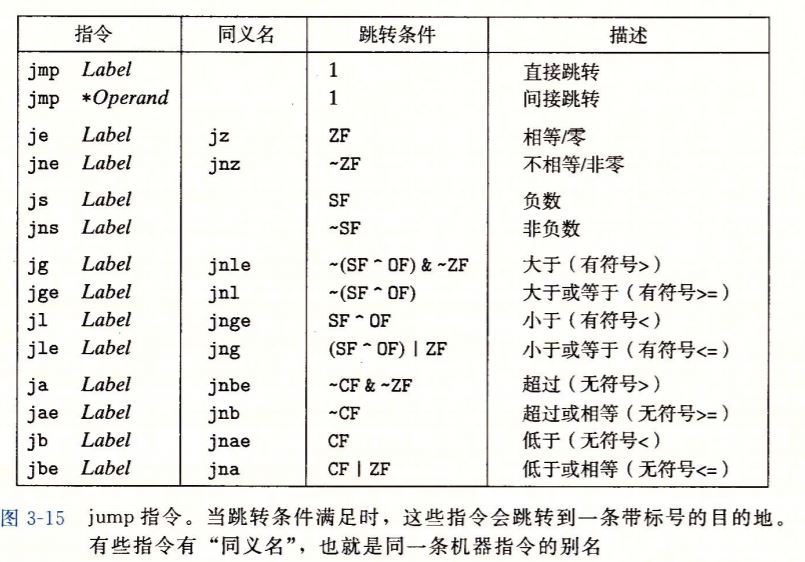 指令 同义名 跳转条件 描述
jmp Label 1 直接跳转
jmp *Operand 1 间接跳转
je Label jz ZF 相等/零
jne Label jnz ~ZF 不相等/非零
js Label SF 负数
jns Label ~SF 非负数
jg Label jnle ~(SF ^ OF) & ~ZF 大于（有符号>）
jge Label jnl ~(SF ^ OF) 大于或等于（有符号>=）
jl Label jnge SF ^ OF 小于（有符号<）
jle Label jng (SF ^ OF) | ZF 小于或等于（有符号<=）
ja Label jnbe ~CF & ~ZF 超过（无符号>）
jae Label jnb ~CF 超过或相等（无符号>=）
jb Label jnae CF 低于（无符号<）
jbe Label jna CF | ZF 低于或相等（无符号<=）
图 3-15 jump 指令。当跳转条件满足时，这些指令会跳转到一条带标号的目的地。
有些指令有“同义名”，也就是同一条机器指令的别名